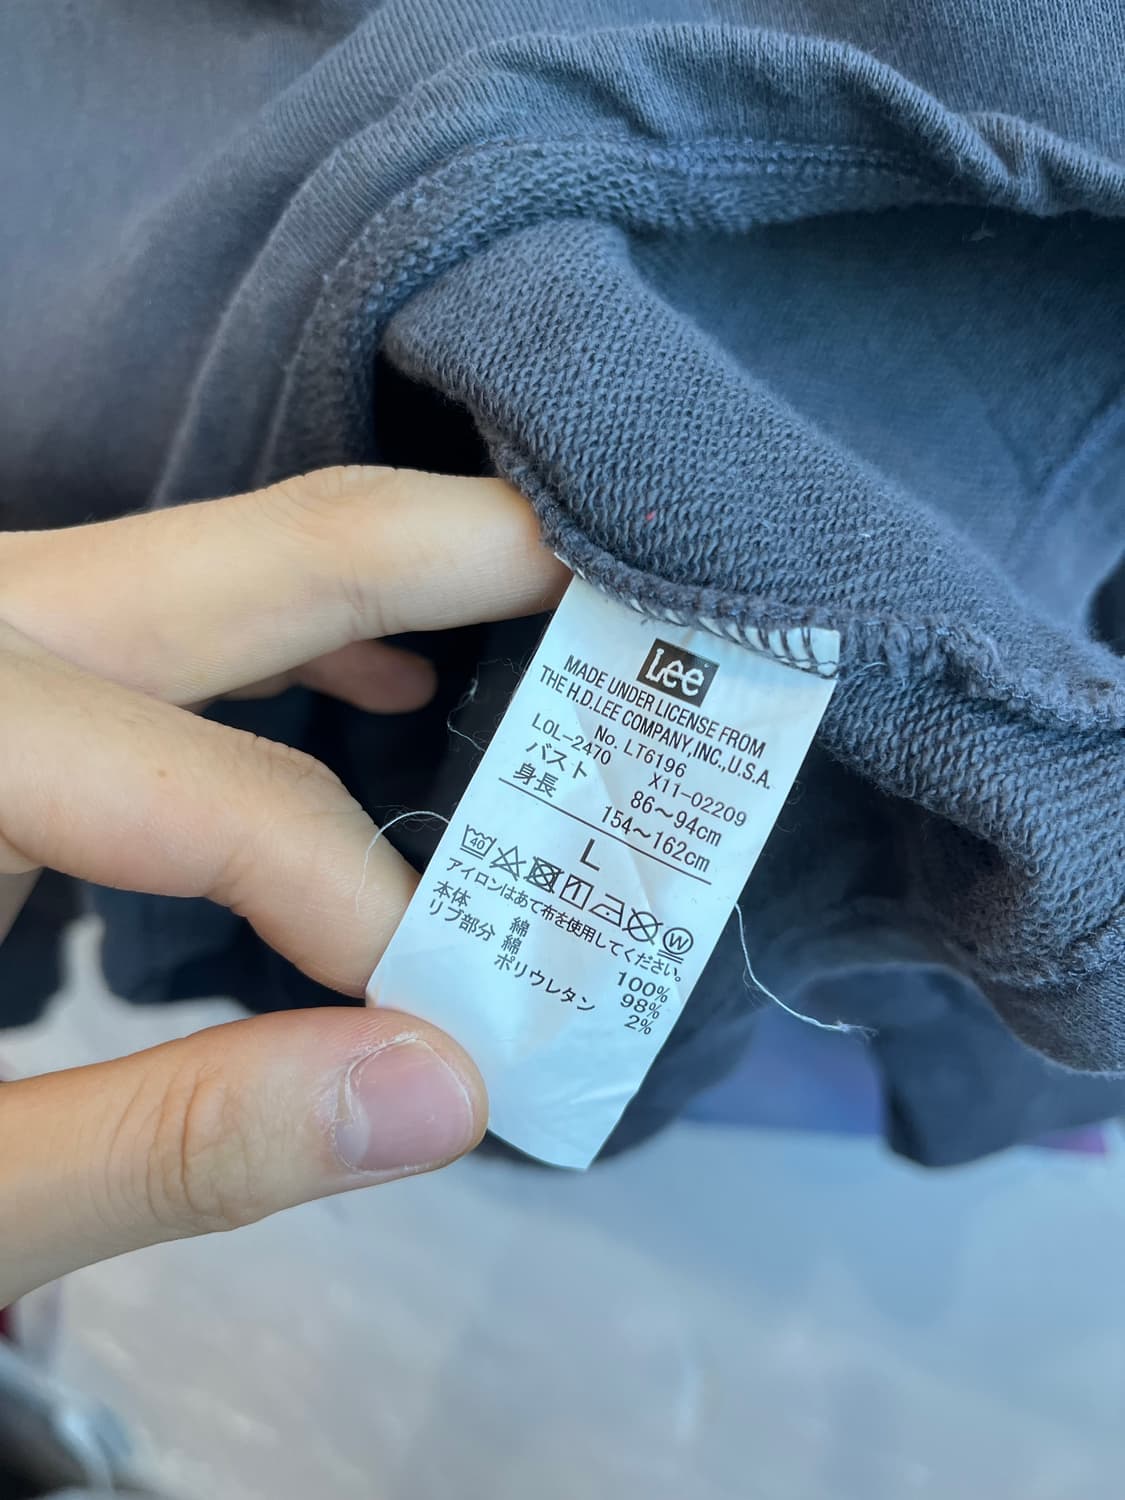 Lee
MADE UNDER LICENSE FROM
THE H.D.LEE COMPANY,INC.,U.S.A.
No. LT6196
LOL-2470 X11-02209
バスト 86～94cm
身長 154～162cm
L
40 W
アイロンはあて布を使用してください。
本体 綿 100%
リブ部分 綿 98%
ポリウレタン 2%